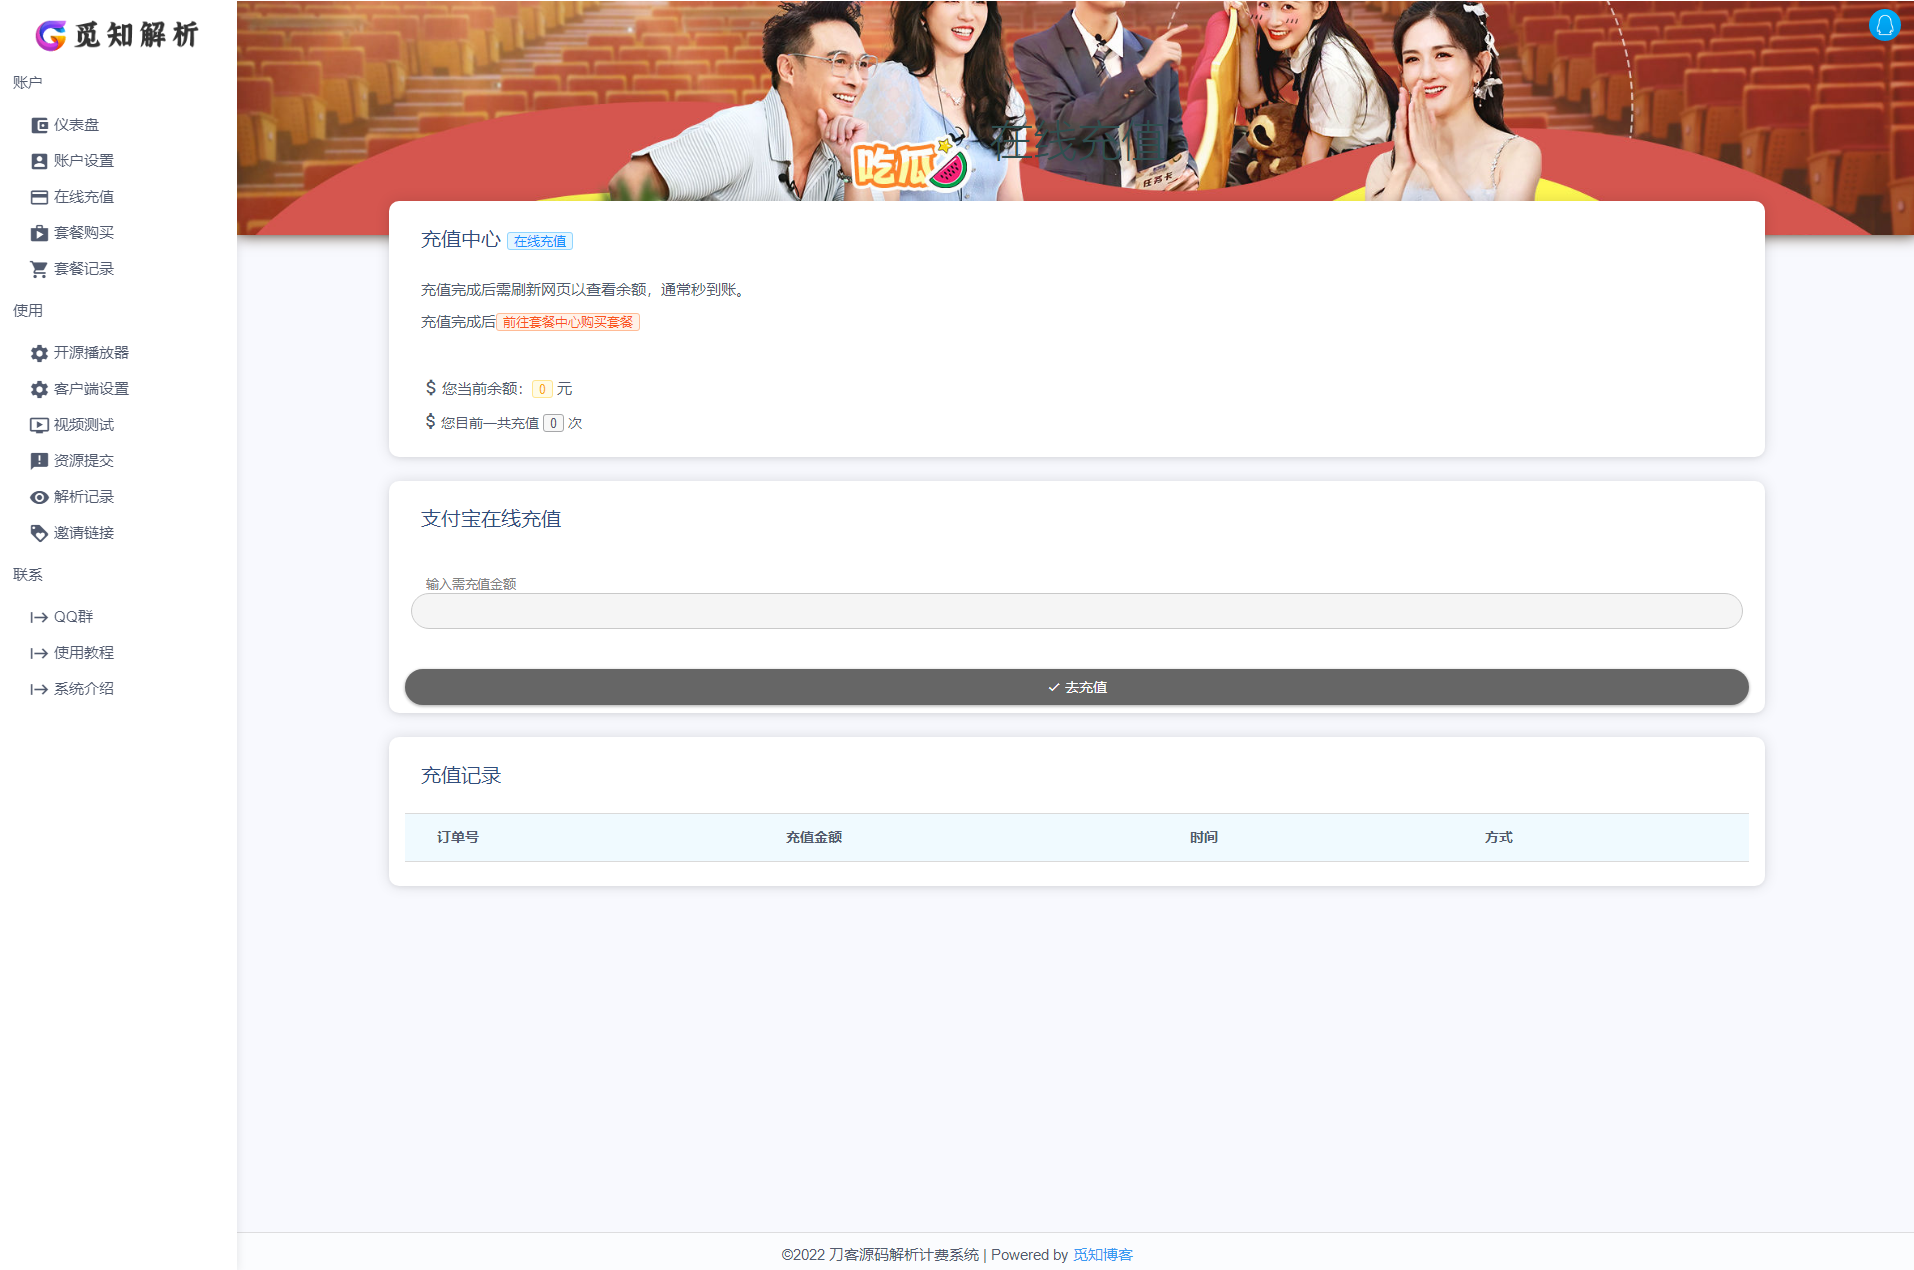 觅知解析
账户
仪表盘
账户设置
在线充值
套餐购买
套餐记录
使用
开源播放器
客户端设置
视频测试
资源提交
解析记录
邀请链接
联系
QQ群
使用教程
系统介绍
吃瓜
在线充值
任务卡
充值中心 在线充值
充值完成后需刷新网页以查看余额，通常秒到账。
充值完成后前往套餐中心购买套餐
$ 您当前余额： 0 元
$ 您目前一共充值 0 次
支付宝在线充值
输入需充值金额
去充值
充值记录
订单号 充值金额 时间 方式
©2022 刀客源码解析计费系统 | Powered by 觅知博客